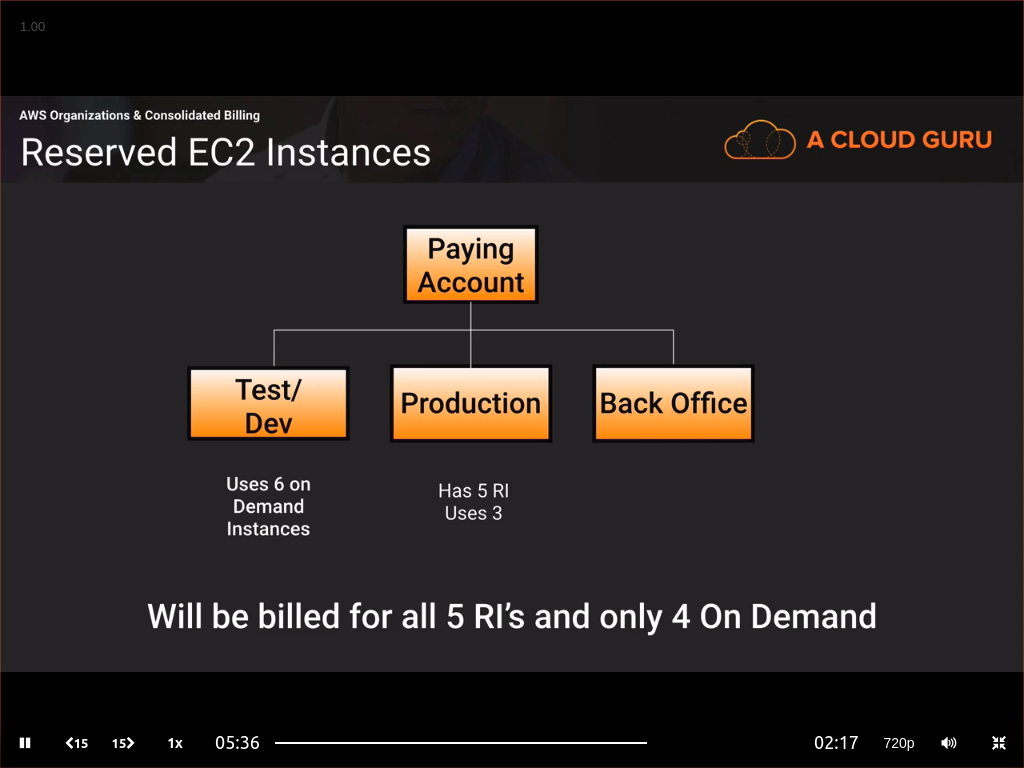 1.00
AWS Organizations & Consolidated Billing
Reserved EC2 Instances
A CLOUD GURU
Paying
Account
Test/
Dev
Production
Back Office
Uses 6 on
Demand
Instances
Has 5 RI
Uses 3
Will be billed for all 5 RI’s and only 4 On Demand
15
15
1x
05:36
02:17
720p